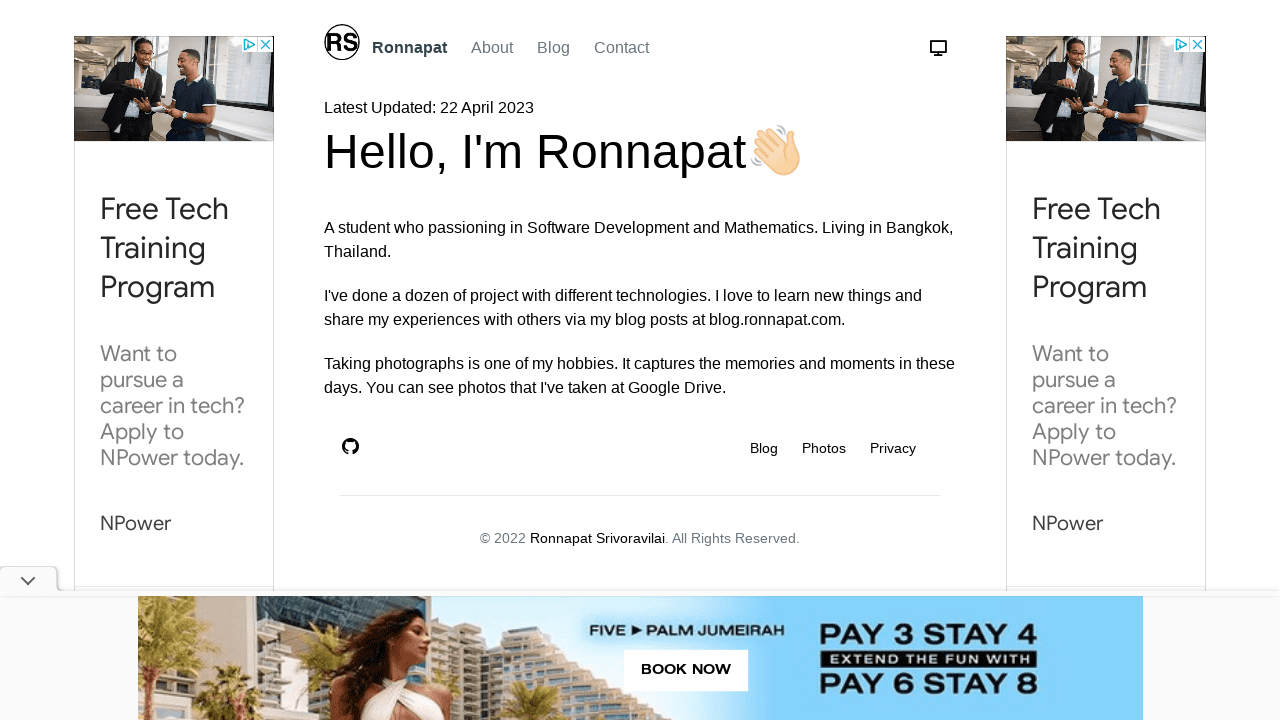 RS Ronnapat About Blog Contact
Latest Updated: 22 April 2023
Hello, I'm Ronnapat👋🏼
A student who passioning in Software Development and Mathematics. Living in Bangkok,
Thailand.
I've done a dozen of project with different technologies. I love to learn new things and
share my experiences with others via my blog posts at blog.ronnapat.com.
Taking photographs is one of my hobbies. It captures the memories and moments in these
days. You can see photos that I've taken at Google Drive.
Blog Photos Privacy
© 2022 Ronnapat Srivoravilai. All Rights Reserved.
Free Tech
Training
Program
Want to
pursue a
career in tech?
Apply to
NPower today.
NPower
Free Tech
Training
Program
Want to
pursue a
career in tech?
Apply to
NPower today.
NPower
FIVE ▶ PALM JUMEIRAH
BOOK NOW
PAY 3 STAY 4
EXTEND THE FUN WITH
PAY 6 STAY 8